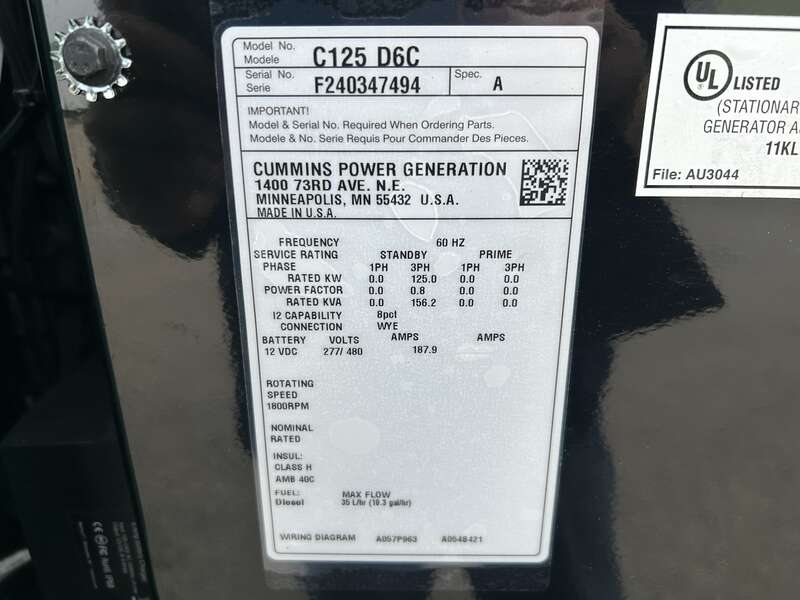 Model No.
Modele
C125 D6C
Serial No.
Serie
F240347494
Spec.
A
IMPORTANT!
Model & Serial No. Required When Ordering Parts.
Modele & No. Serie Requis Pour Commander Des Pieces.
CUMMINS POWER GENERATION
1400 73RD AVE. N.E.
MINNEAPOLIS, MN 55432 U.S.A.
MADE IN U.S.A.
FREQUENCY 60 HZ
SERVICE RATING STANDBY PRIME
PHASE 1PH 3PH 1PH 3PH
RATED KW 0.0 125.0 0.0 0.0
POWER FACTOR 0.0 0.8 0.0 0.0
RATED KVA 0.0 156.2 0.0 0.0
I2 CAPABILITY 8pct
CONNECTION WYE
BATTERY VOLTS AMPS AMPS
12 VDC 277/ 480 187.9
ROTATING
SPEED
1800RPM
NOMINAL
RATED
INSUL:
CLASS H
AMB 40C
FUEL: MAX FLOW
Diesel 35 L/hr (10.3 gal/hr)
WIRING DIAGRAM A057P963 A054B421
UL LISTED
(STATIONAR
GENERATOR A
11KL
File: AU3044